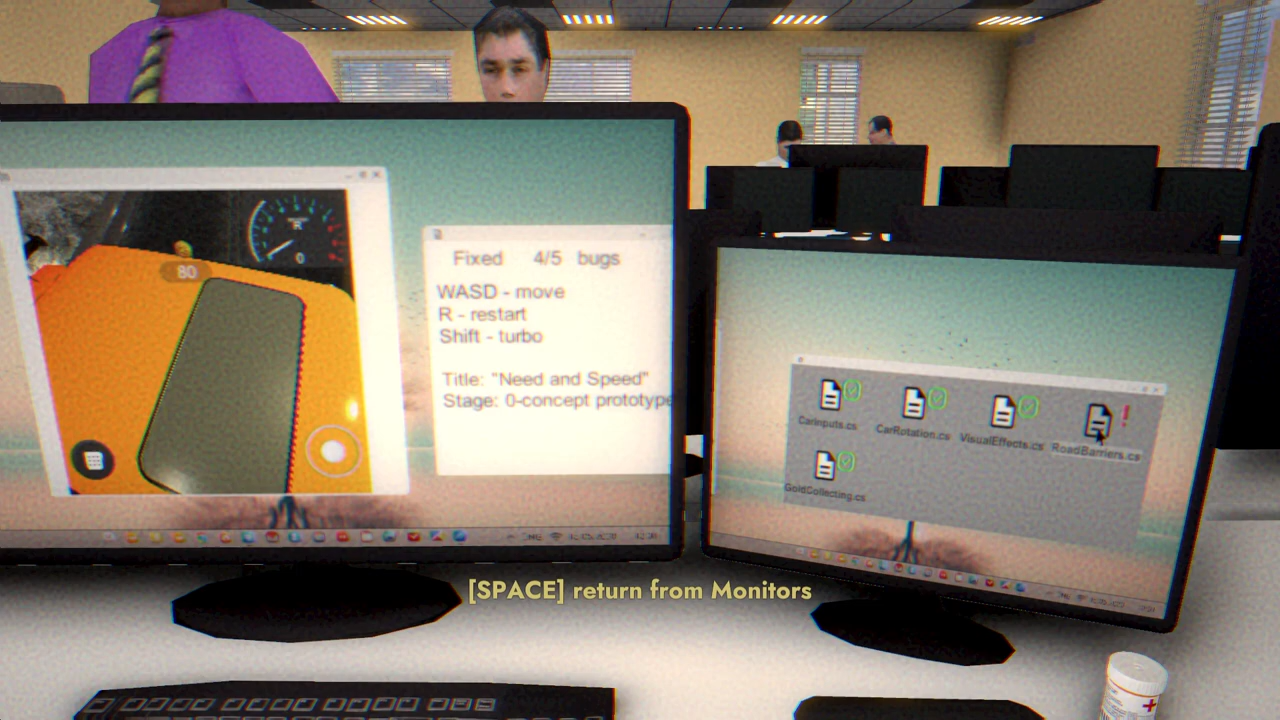 R
0
80
Fixed 4/5 bugs
WASD - move
R - restart
Shift - turbo
Title: "Need and Speed"
Stage: 0-concept prototype
CarInputs.cs
CarRotation.cs
VisualEffects.cs
RoadBarriers.cs
GoldCollecting.cs
[SPACE] return from Monitors